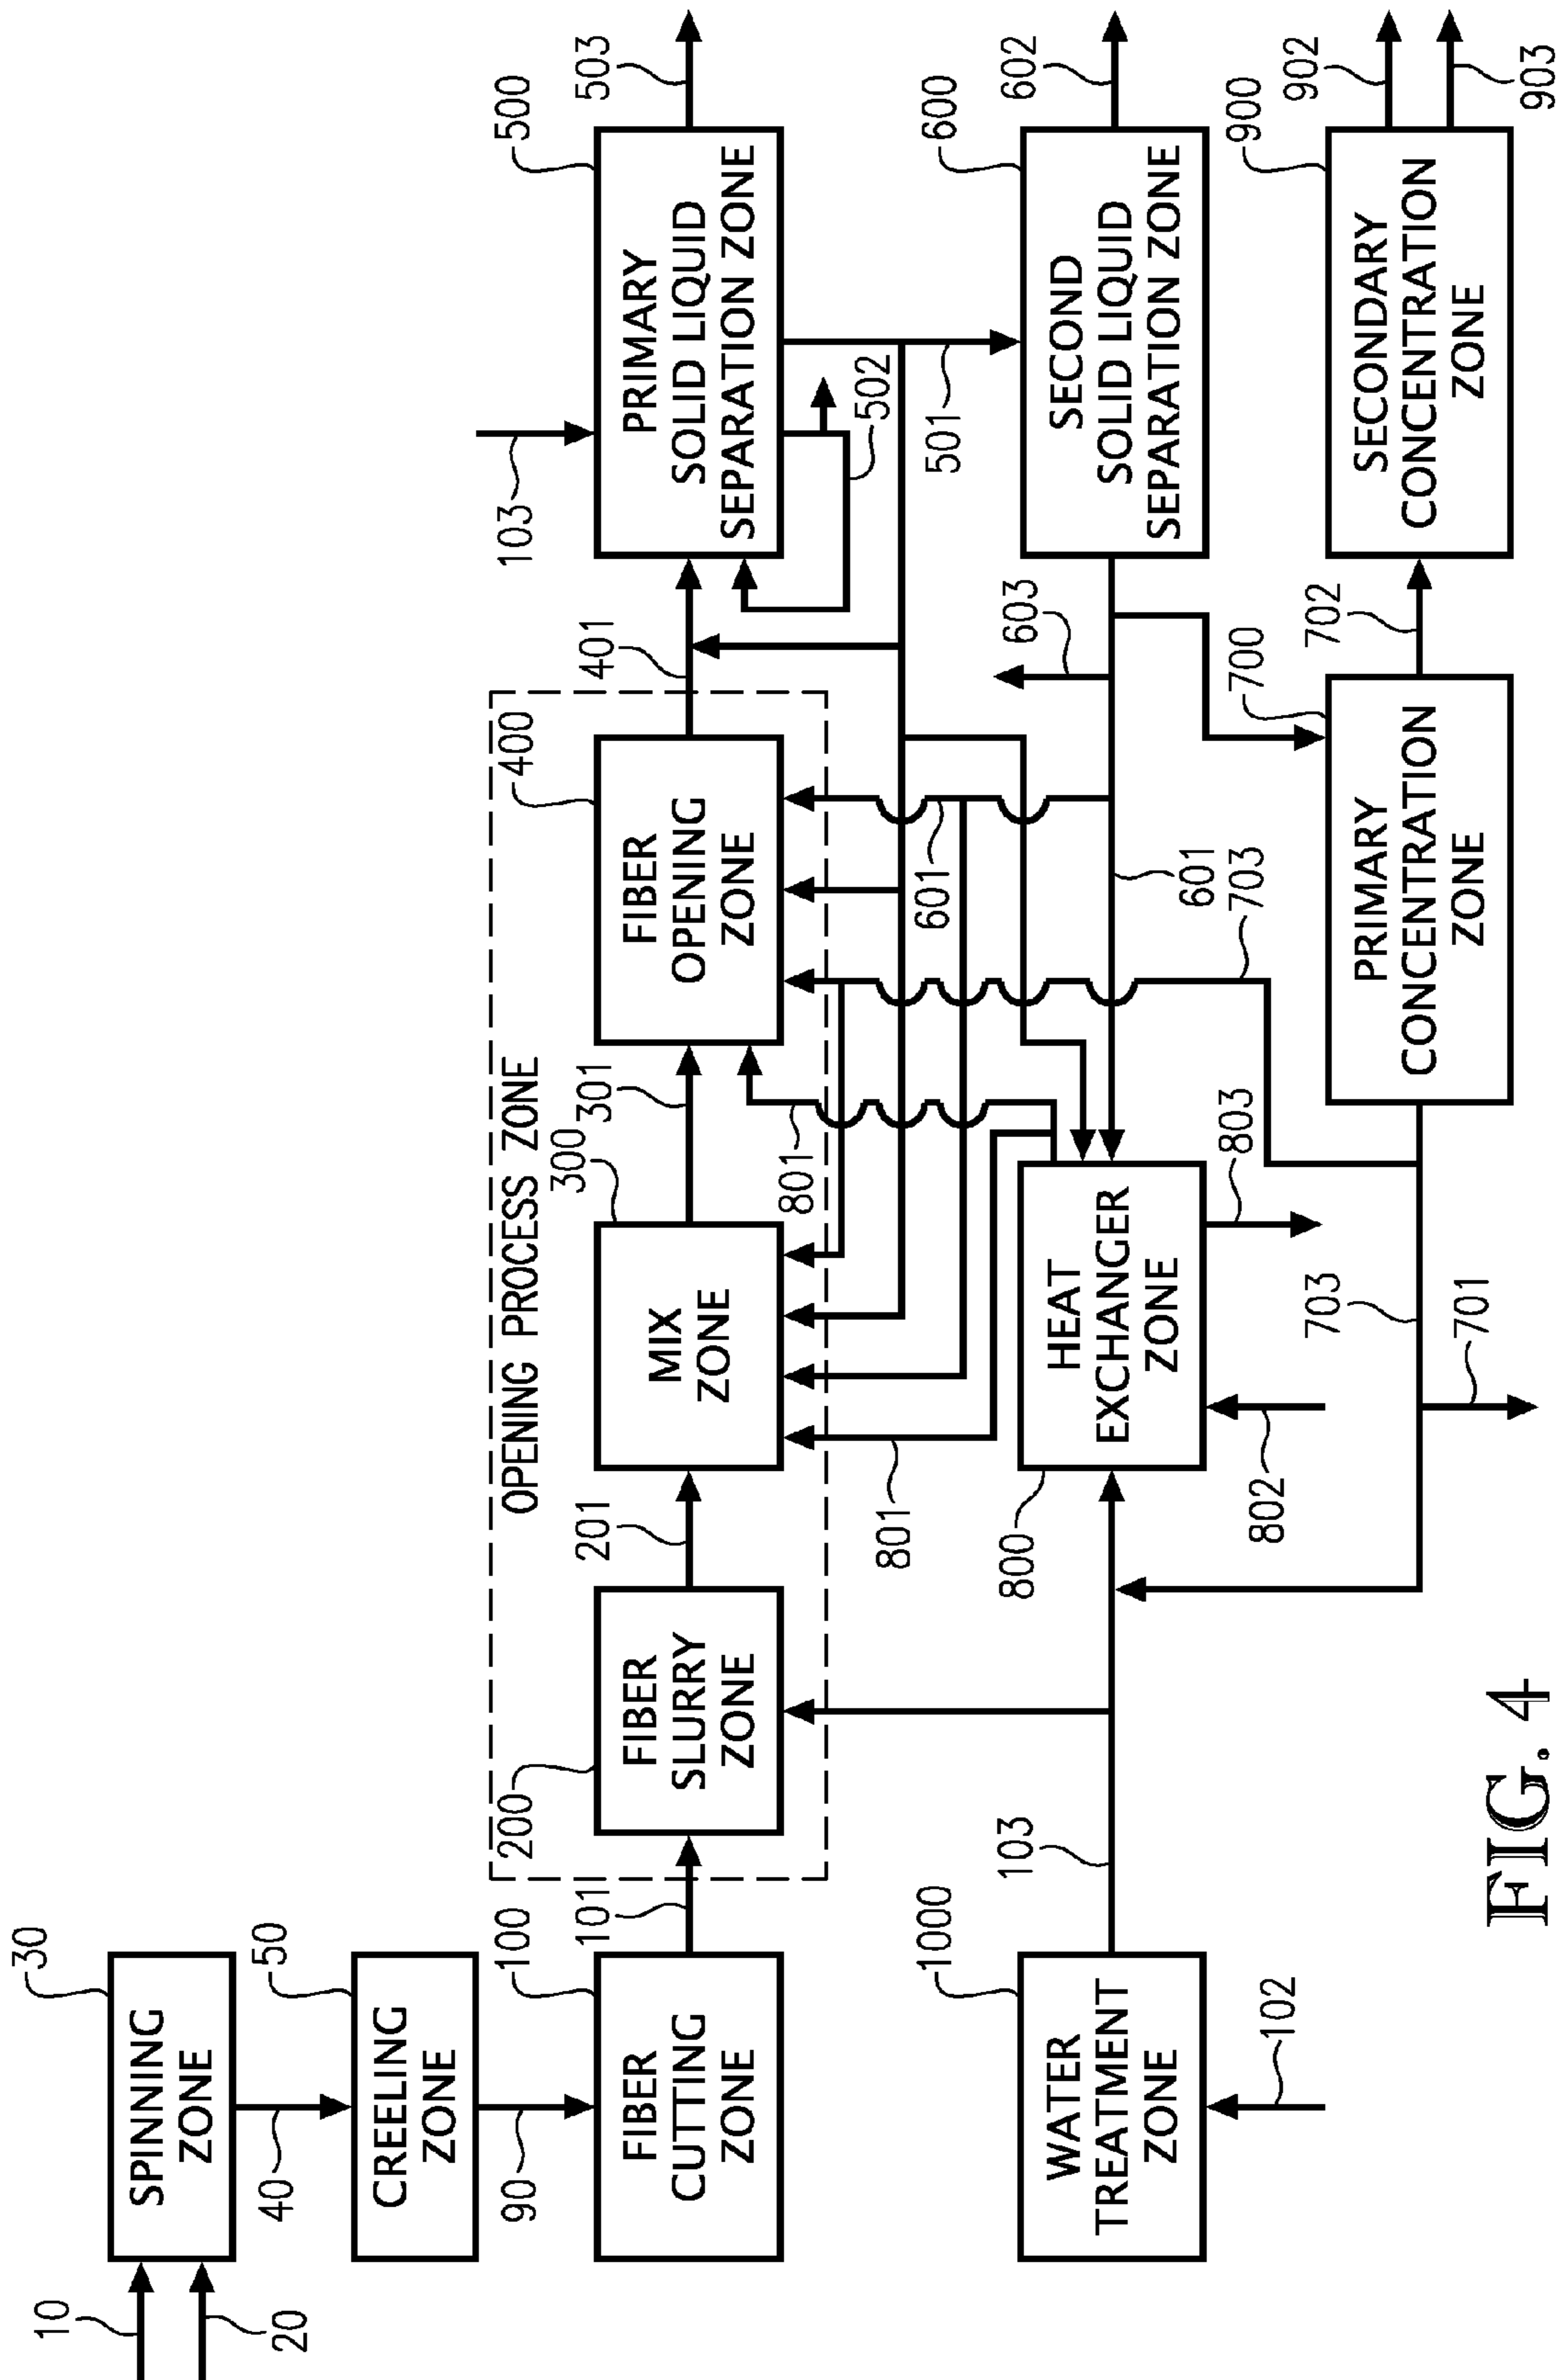 10
20
30
SPINNING
ZONE
40
50
CREELING
ZONE
90
100
FIBER
CUTTING
ZONE
101
OPENING PROCESS ZONE
200
FIBER
SLURRY
ZONE
201
300
MIX
ZONE
301
400
FIBER
OPENING
ZONE
401
103
500
PRIMARY
SOLID LIQUID
SEPARATION ZONE
503
502
501
801
801
601
603
600
SECOND
SOLID LIQUID
SEPARATION ZONE
602
1000
WATER
TREATMENT
ZONE
102
103
800
HEAT
EXCHANGER
ZONE
802
803
601
703
703
701
700
PRIMARY
CONCENTRATION
ZONE
702
900
SECONDARY
CONCENTRATION
ZONE
902
903
FIG. 4